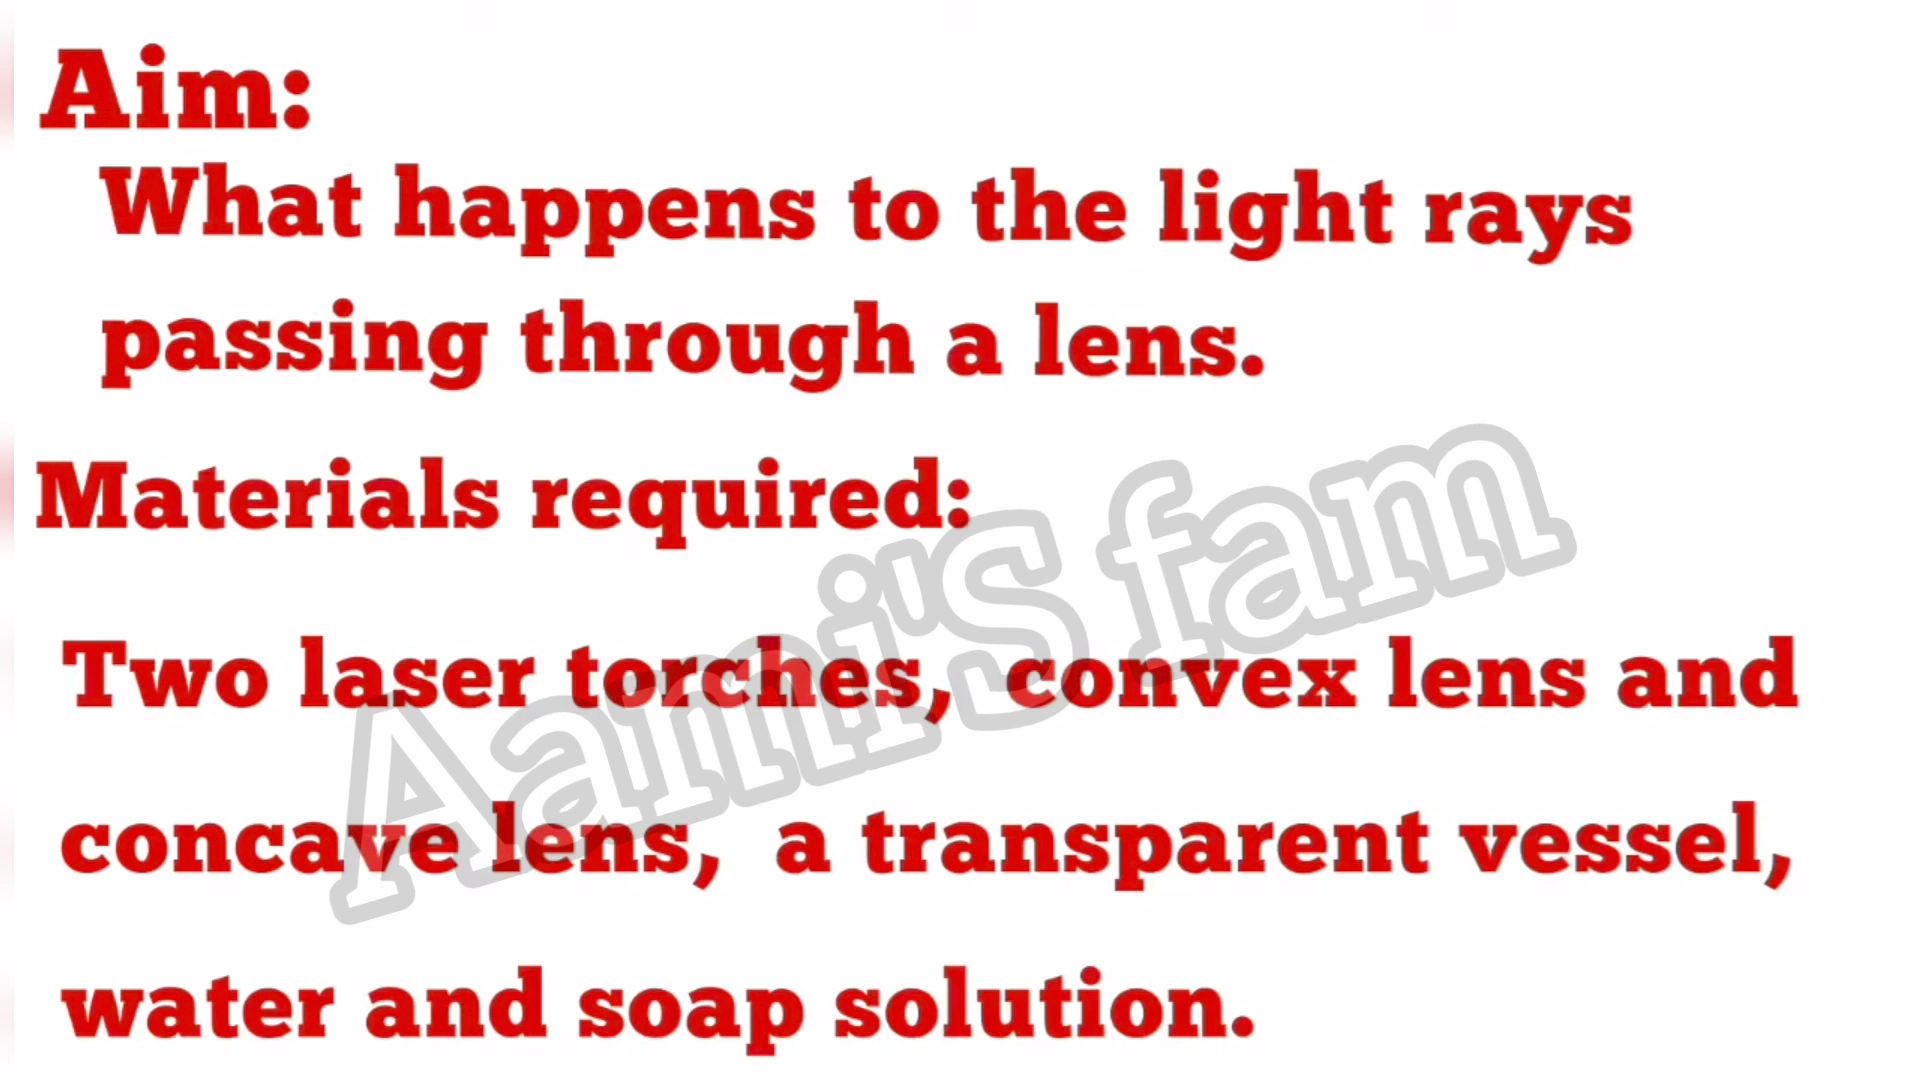 Aim:
What happens to the light rays
passing through a lens.
Materials required:
Two laser torches, convex lens and
concave lens, a transparent vessel,
water and soap solution.
Aami'S fam